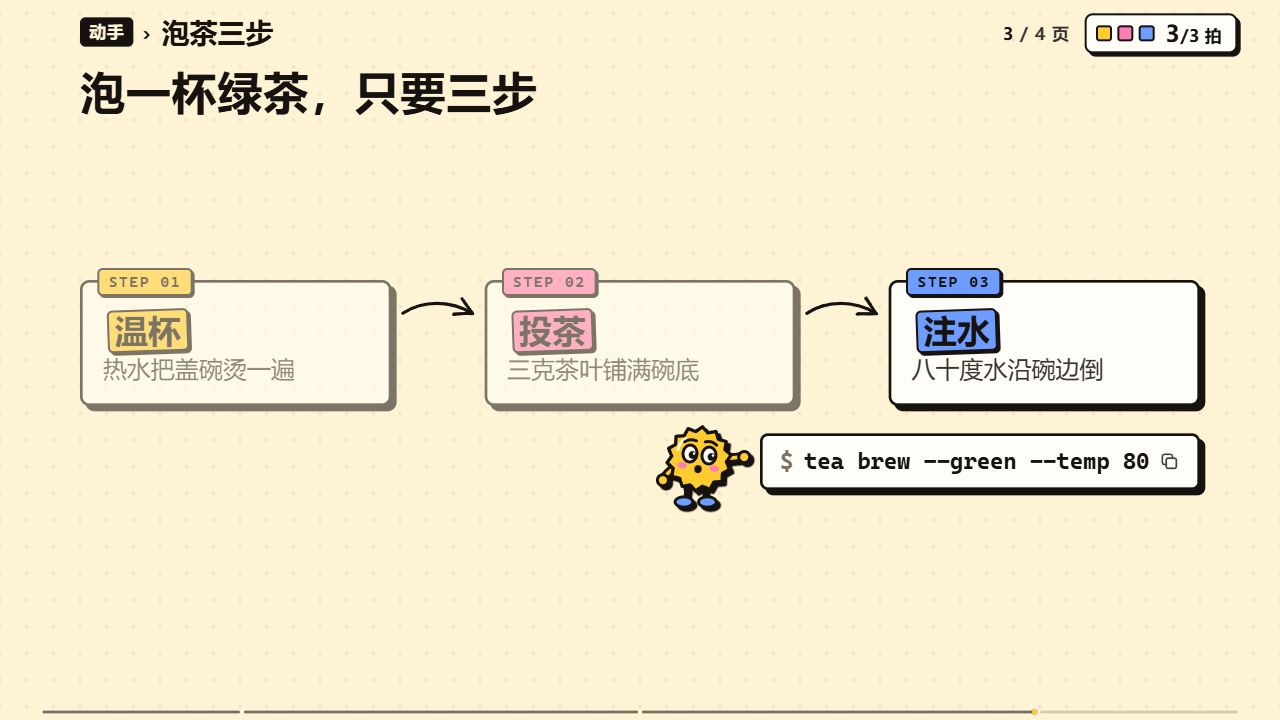 动手 › 泡茶三步
3 / 4 页
3/3 拍
泡一杯绿茶，只要三步
STEP 01
温杯
热水把盖碗烫一遍
STEP 02
投茶
三克茶叶铺满碗底
STEP 03
注水
八十度水沿碗边倒
$ tea brew --green --temp 80